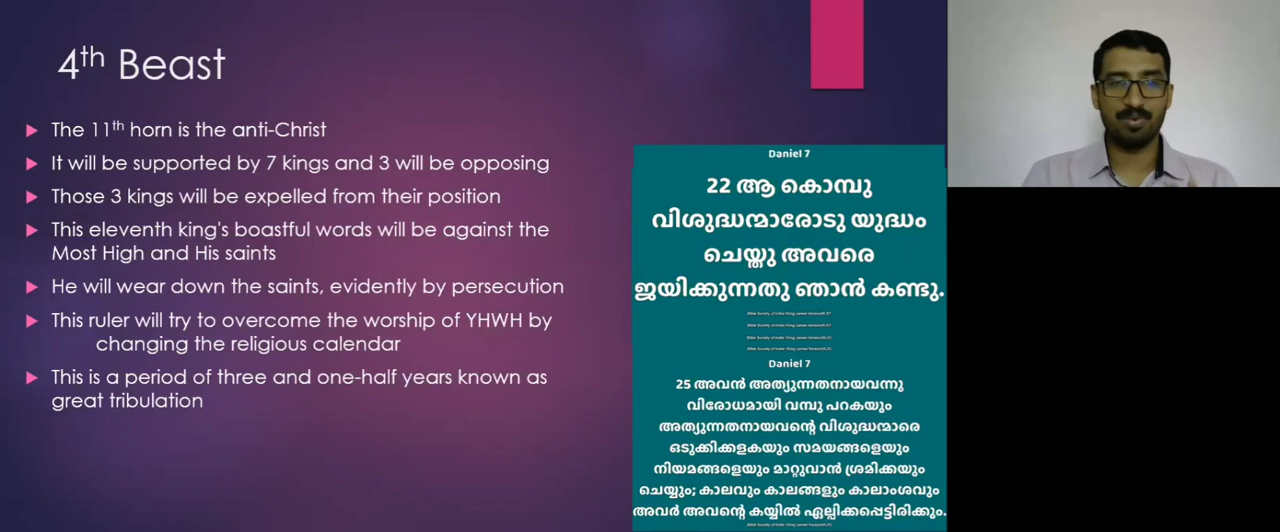 4th Beast
The 11th horn is the anti-Christ
It will be supported by 7 kings and 3 will be opposing
Those 3 kings will be expelled from their position
This eleventh king's boastful words will be against the
Most High and His saints
He will wear down the saints, evidently by persecution
This ruler will try to overcome the worship of YHWH by
changing the religious calendar
This is a period of three and one-half years known as
great tribulation
Daniel 7
22 ആ കൊമ്പു
വിശുദ്ധന്മാരോടു യുദ്ധം
ചെയ്തു അവരെ
ജയിക്കുന്നതു ഞാൻ കണ്ടു.
Daniel 7
25 അവൻ അത്യുന്നതനായവന്നു
വിരോധമായി വമ്പു പറകയും
അത്യുന്നതനായവന്റെ വിശുദ്ധന്മാരെ
ഒടുക്കിക്കളകയും സമയങ്ങളെയും
നിയമങ്ങളെയും മാറ്റുവാൻ ശ്രമിക്കയും
ചെയ്യും; കാലവും കാലങ്ങളും കാലാംശവും
അവർ അവന്റെ കയ്യിൽ ഏല്പിക്കപ്പെട്ടിരിക്കും.